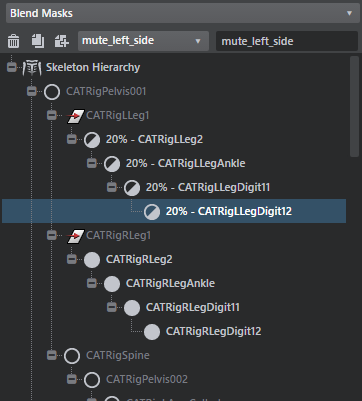 Blend Masks
mute_left_side mute_left_side
Skeleton Hierarchy
CATRigPelvis001
CATRigLLeg1
20% - CATRigLLeg2
20% - CATRigLLegAnkle
20% - CATRigLLegDigit11
20% - CATRigLLegDigit12
CATRigRLeg1
CATRigRLeg2
CATRigRLegAnkle
CATRigRLegDigit11
CATRigRLegDigit12
CATRigSpine
CATRigPelvis002